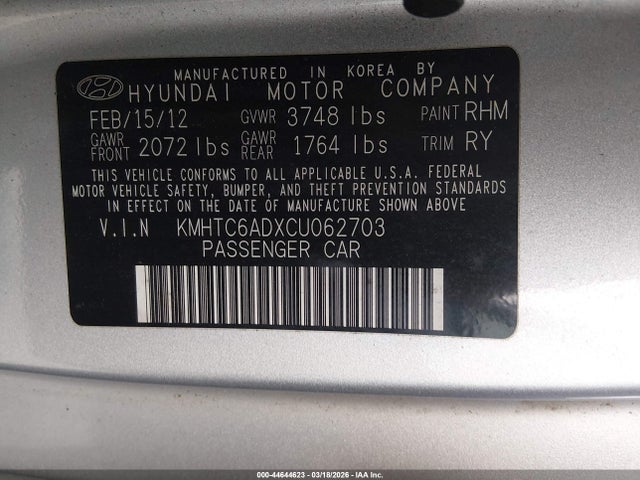 MANUFACTURED IN KOREA BY
HYUNDAI MOTOR COMPANY
FEB/15/12 GVWR 3748 lbs PAINT RHM
GAWR FRONT 2072 lbs GAWR REAR 1764 lbs TRIM RY
THIS VEHICLE CONFORMS TO ALL APPLICABLE U.S.A. FEDERAL
MOTOR VEHICLE SAFETY, BUMPER, AND THEFT PREVENTION STANDARDS
IN EFFECT ON THE DATE OF MANUFACTURE SHOWN ABOVE
V.I.N KMHTC6ADXCU062703
PASSENGER CAR
000-44644623 - 03/18/2026 - IAA Inc.